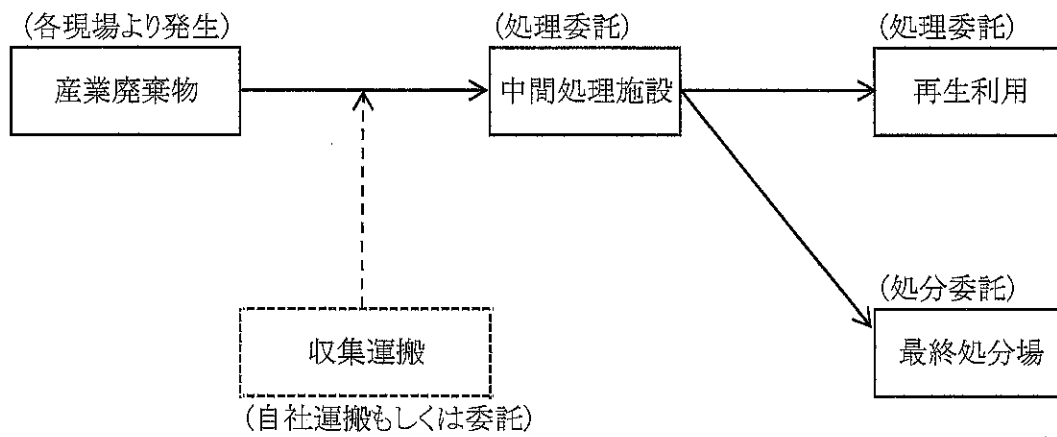 (各現場より発生)
産業廃棄物
(処理委託)
中間処理施設
(処理委託)
再生利用
(処分委託)
最終処分場
収集運搬
(自社運搬もしくは委託)